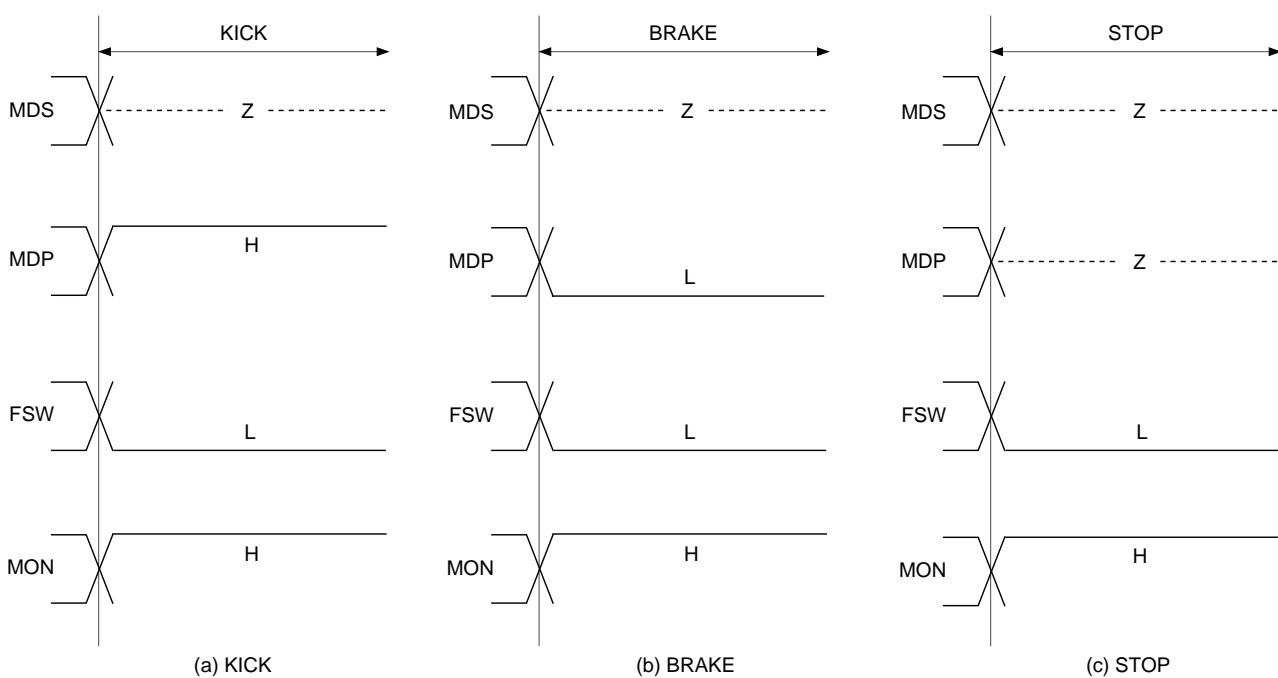 KICK
MDS
Z
MDP
H
FSW
L
MON
H
(a) KICK
BRAKE
MDS
Z
MDP
L
FSW
L
MON
H
(b) BRAKE
STOP
MDS
Z
MDP
Z
FSW
L
MON
H
(c) STOP